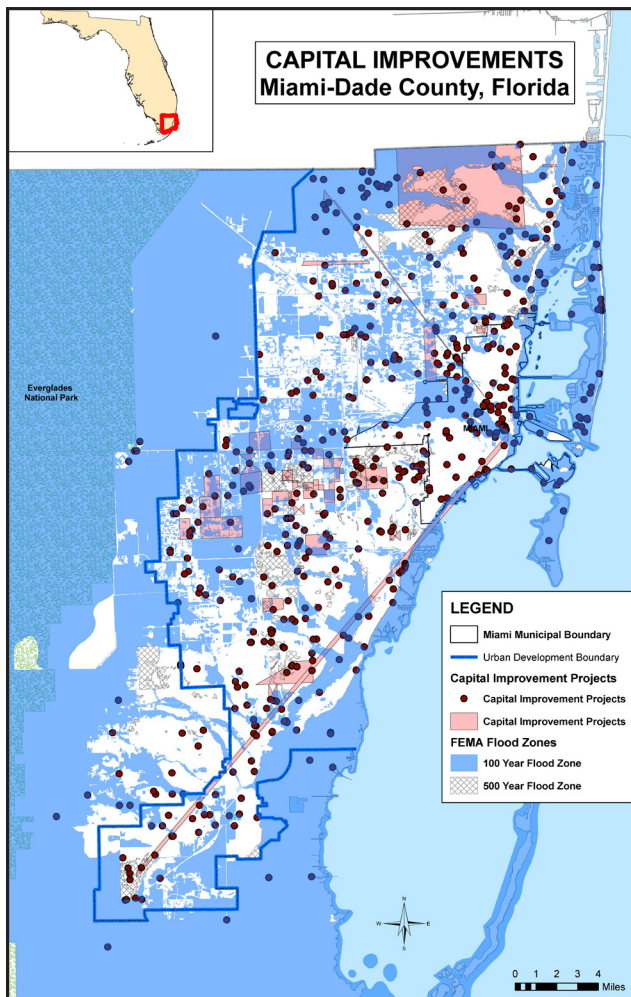 CAPITAL IMPROVEMENTS
Miami-Dade County, Florida
Everglades
National Park
MIAMI
LEGEND
Miami Municipal Boundary
Urban Development Boundary
Capital Improvement Projects
Capital Improvement Projects
Capital Improvement Projects
FEMA Flood Zones
100 Year Flood Zone
500 Year Flood Zone
N
W E
S
0 1 2 3 4
Miles